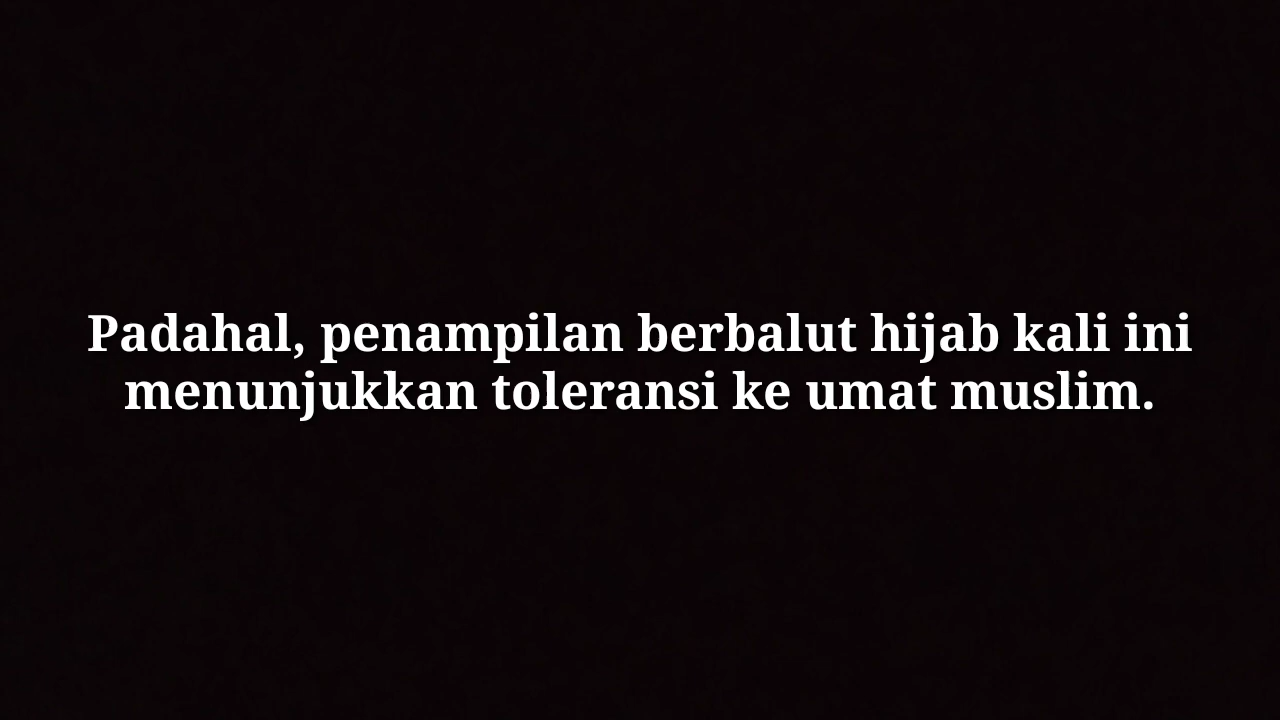 Padahal, penampilan berbalut hijab kali ini
menunjukkan toleransi ke umat muslim.